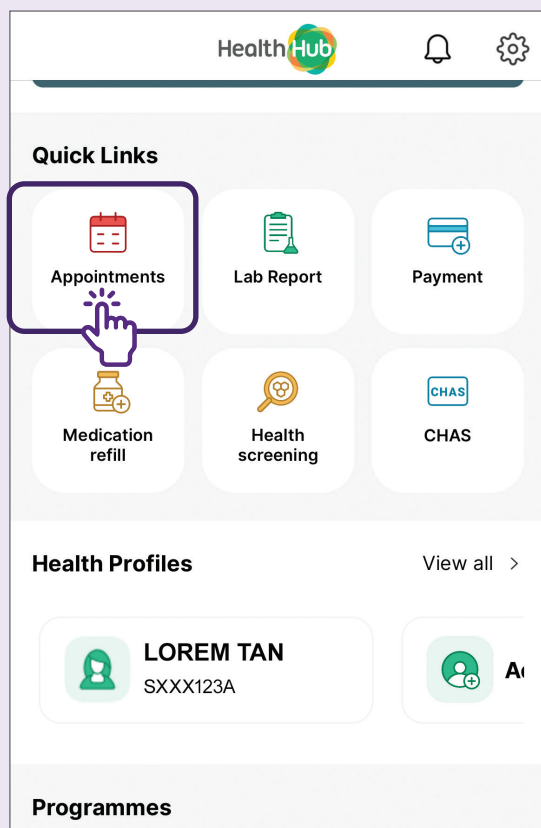 HealthHub
Quick Links
Appointments
Lab Report
Payment
Medication
refill
Health
screening
CHAS
CHAS
Health Profiles
View all
LOREM TAN
SXXX123A
Programmes